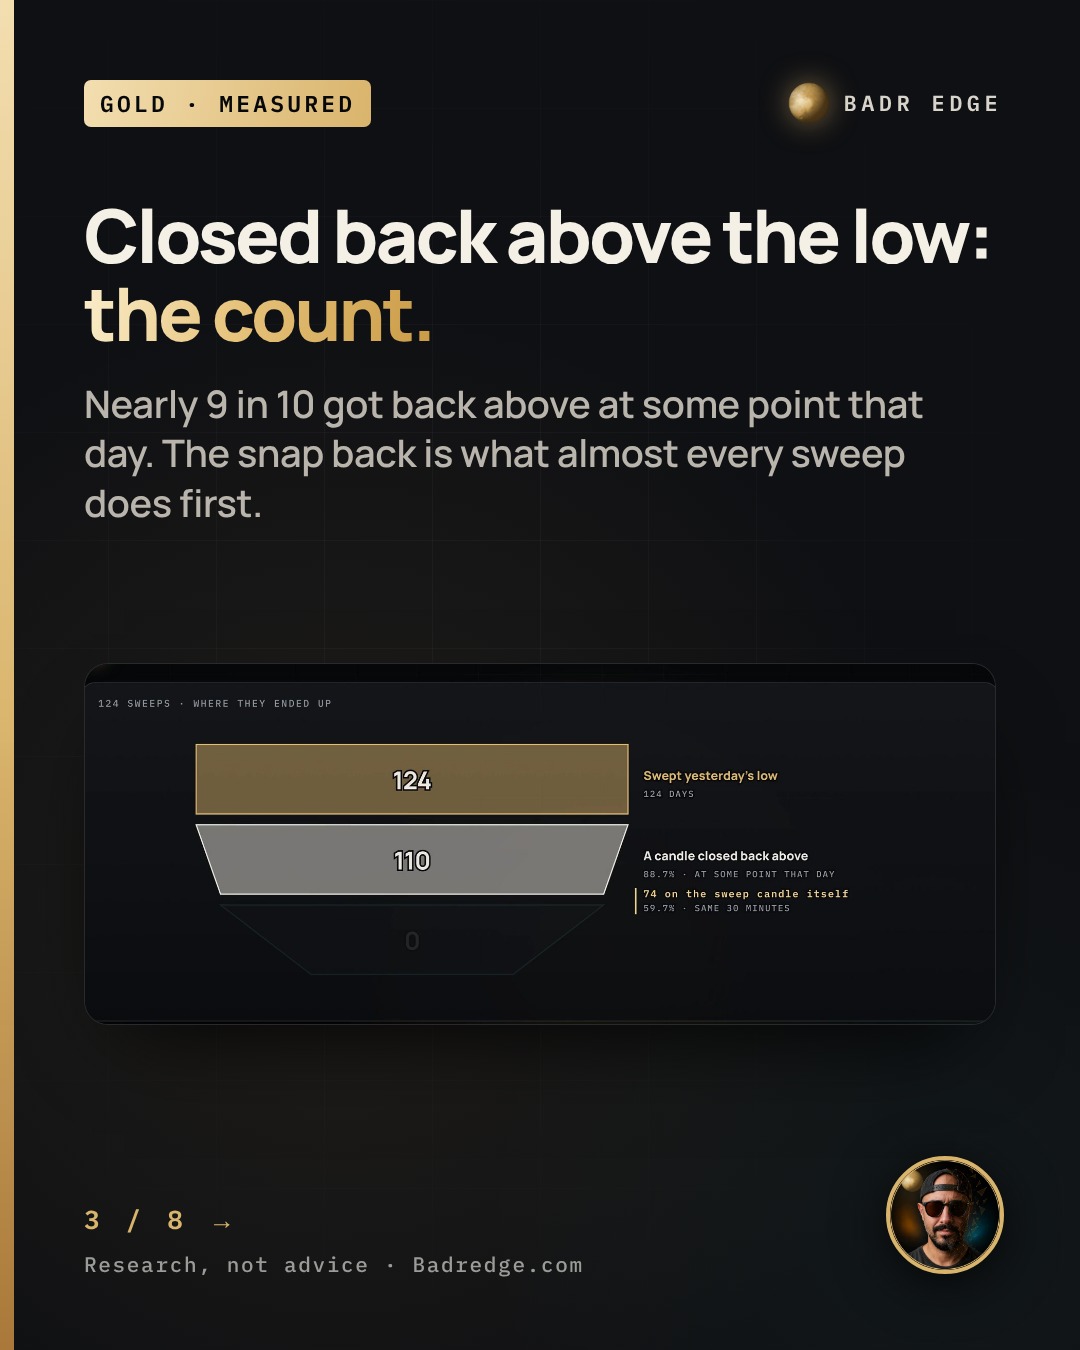 GOLD · MEASURED
BADR EDGE
Closed back above the low:
the count.
Nearly 9 in 10 got back above at some point that
day. The snap back is what almost every sweep
does first.
124 SWEEPS · WHERE THEY ENDED UP
124
Swept yesterday's low
124 DAYS
110
A candle closed back above
88.7% · AT SOME POINT THAT DAY
74 on the sweep candle itself
59.7% · SAME 30 MINUTES
0
3 / 8 →
Research, not advice · Badredge.com